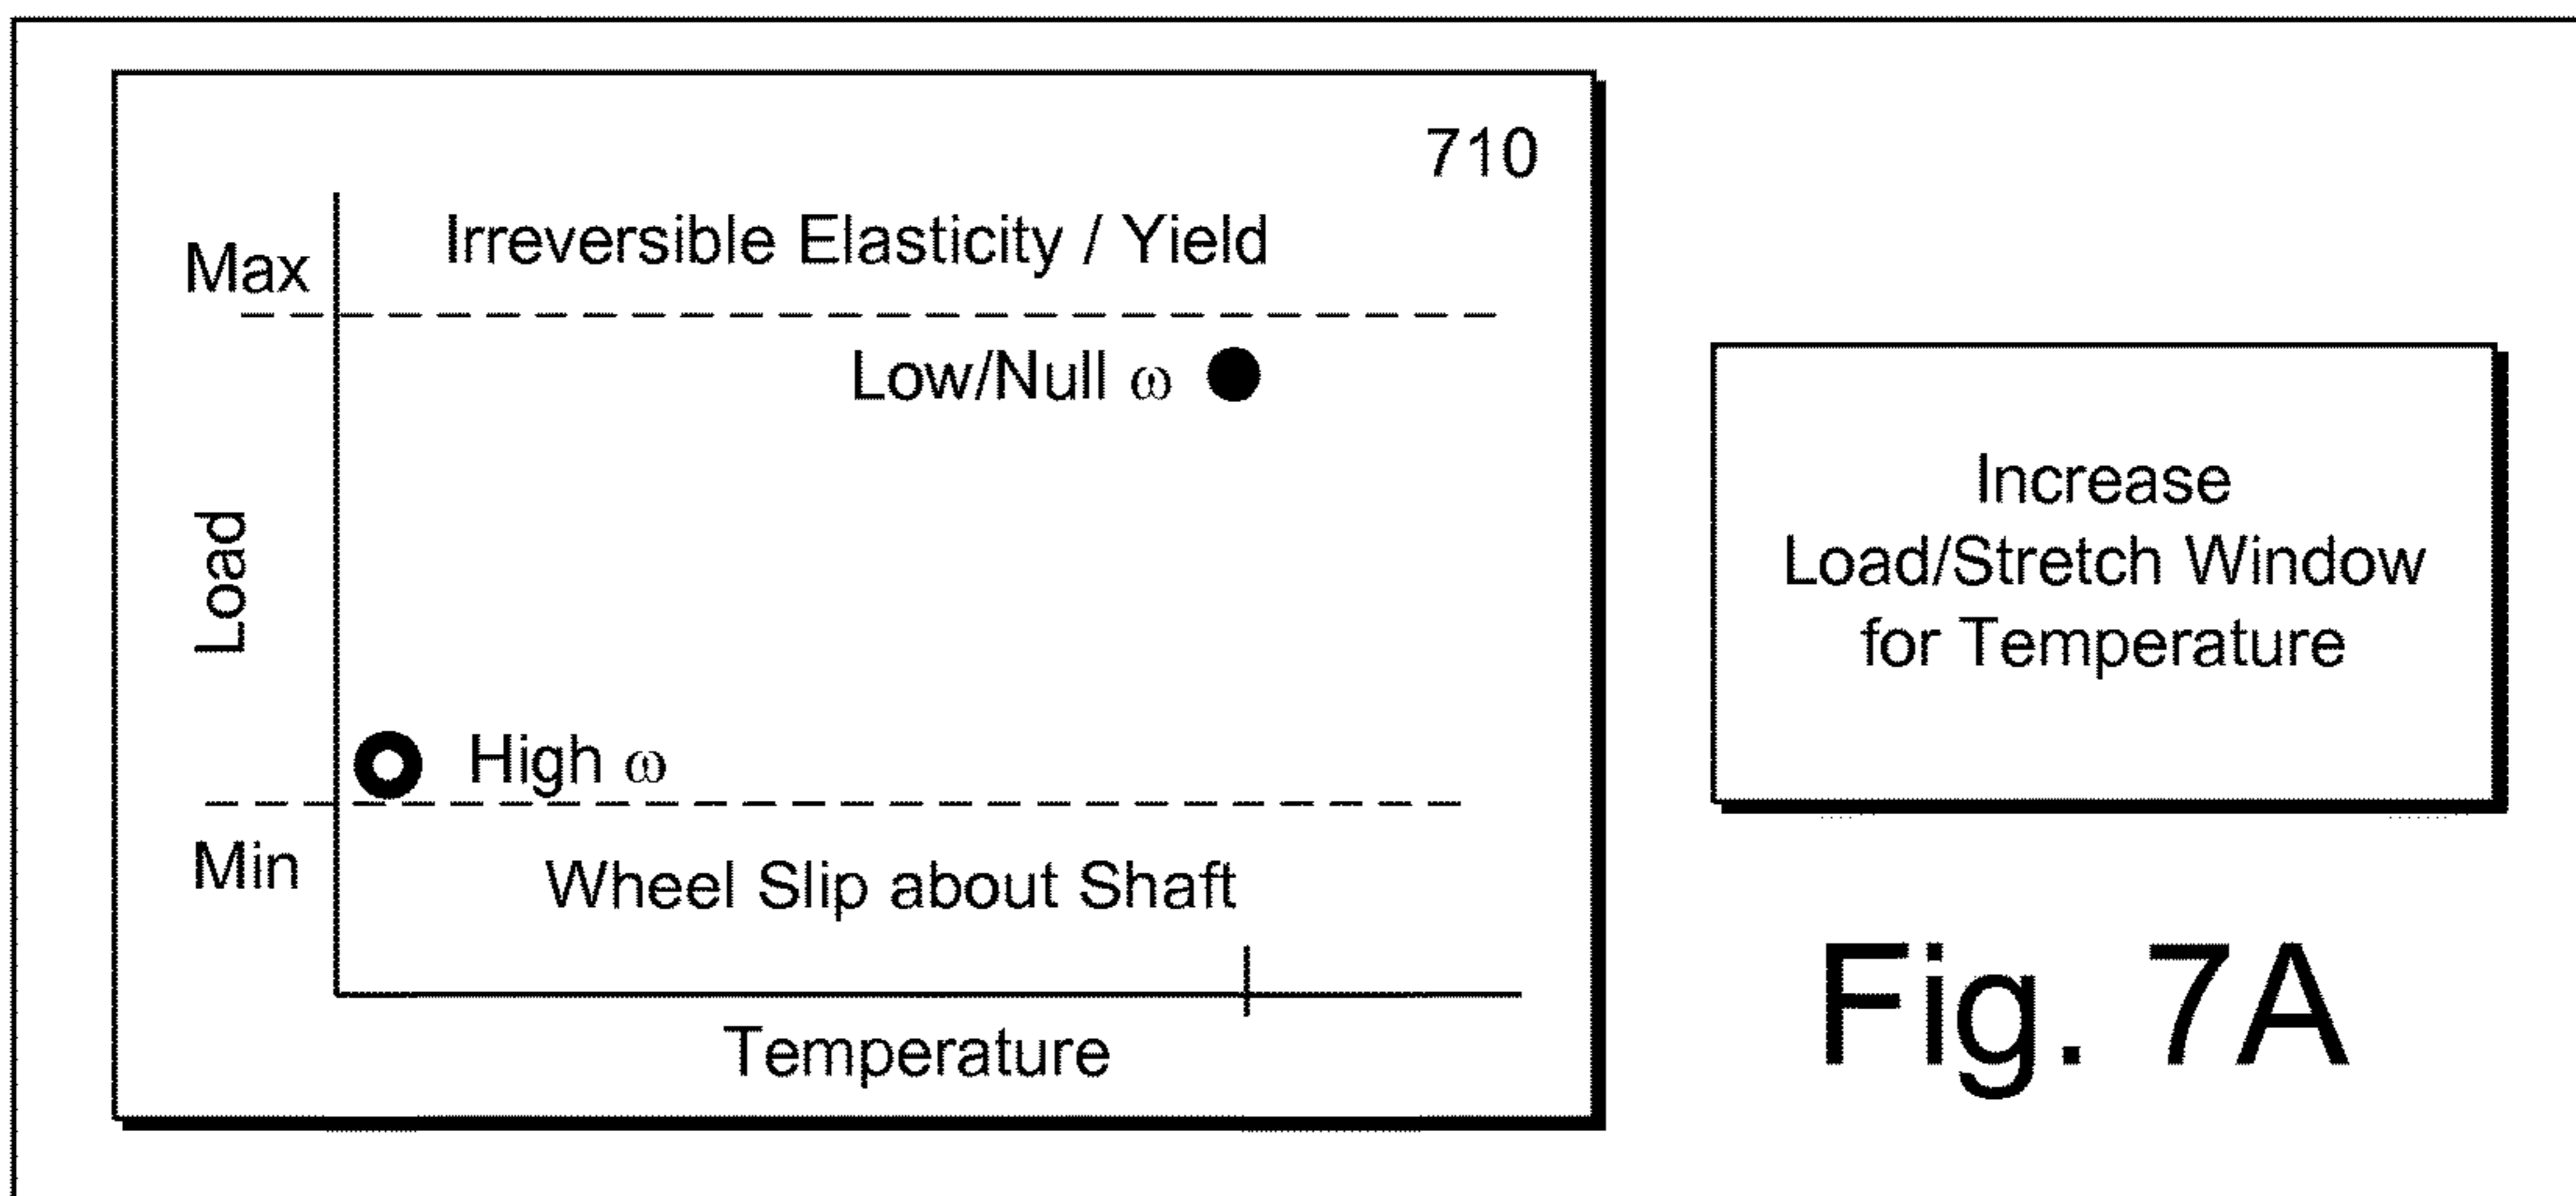 710
Irreversible Elasticity / Yield
Max
Low/Null ω
Load
High ω
Min
Wheel Slip about Shaft
Temperature
Increase
Load/Stretch Window
for Temperature
Fig. 7A